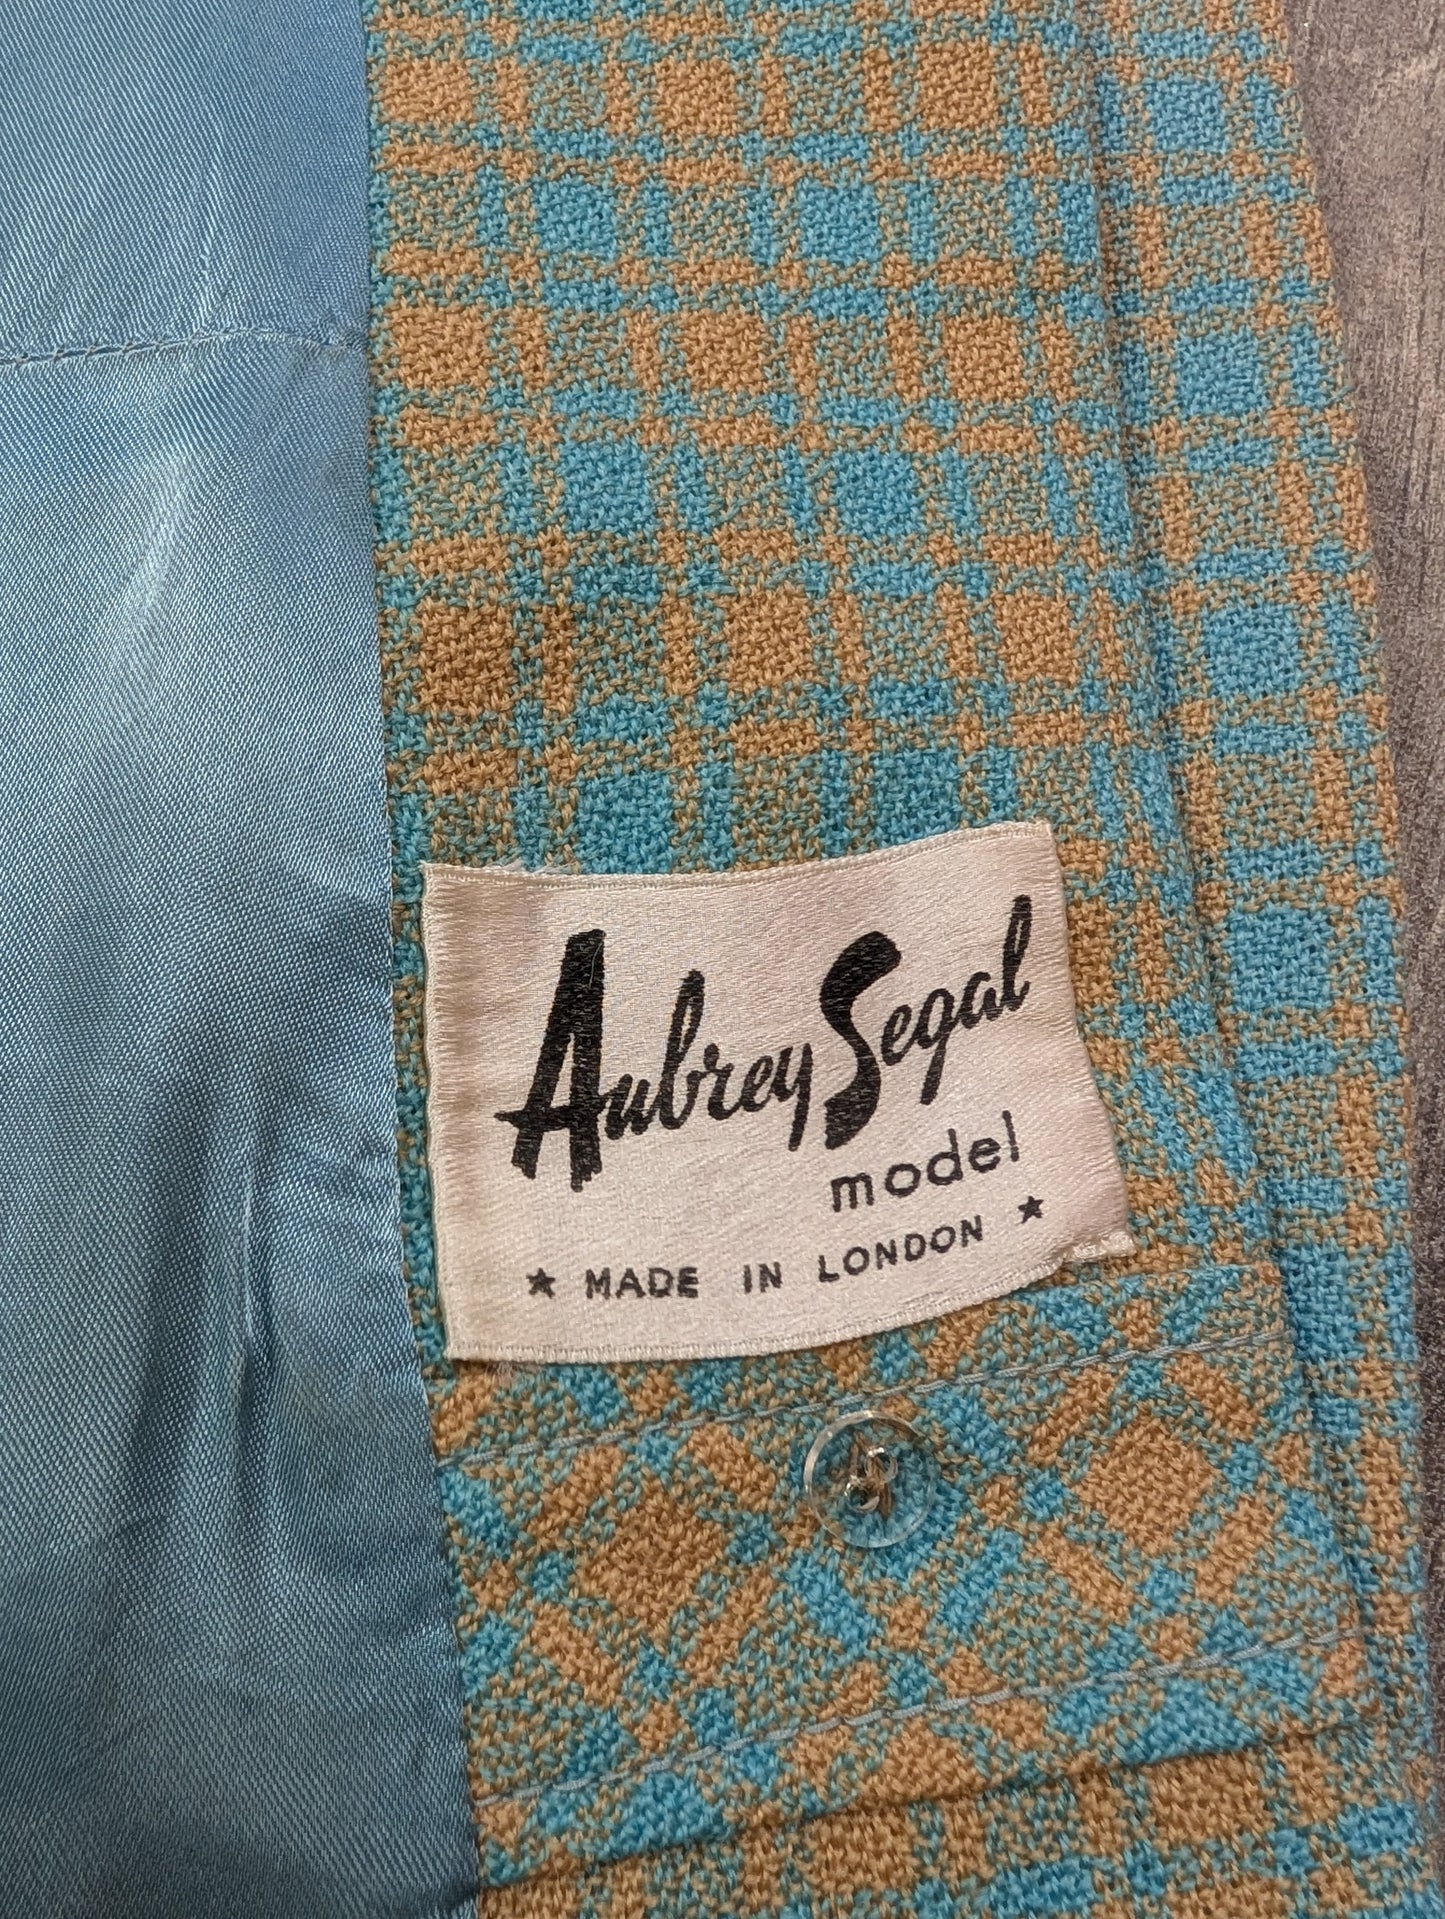 Aubrey Segal
model
★ MADE IN LONDON ★